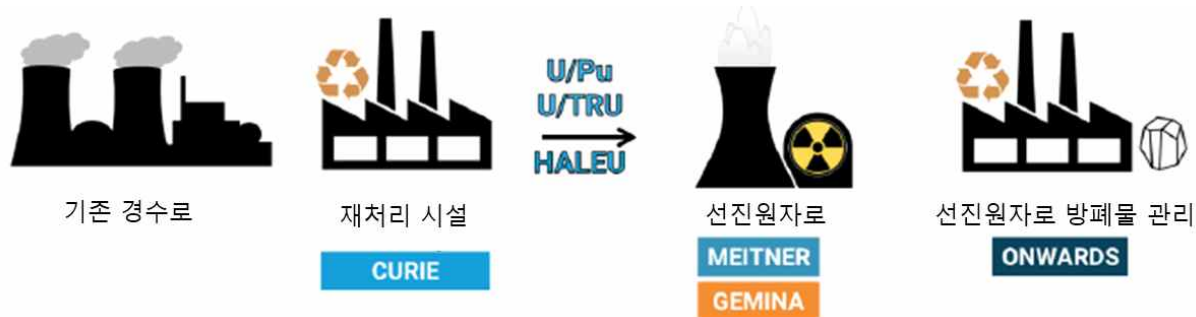 U/Pu
U/TRU
HALEU
기존 경수로
재처리 시설
선진원자로
선진원자로 방폐물 관리
CURIE
MEITNER
GEMINA
ONWARDS